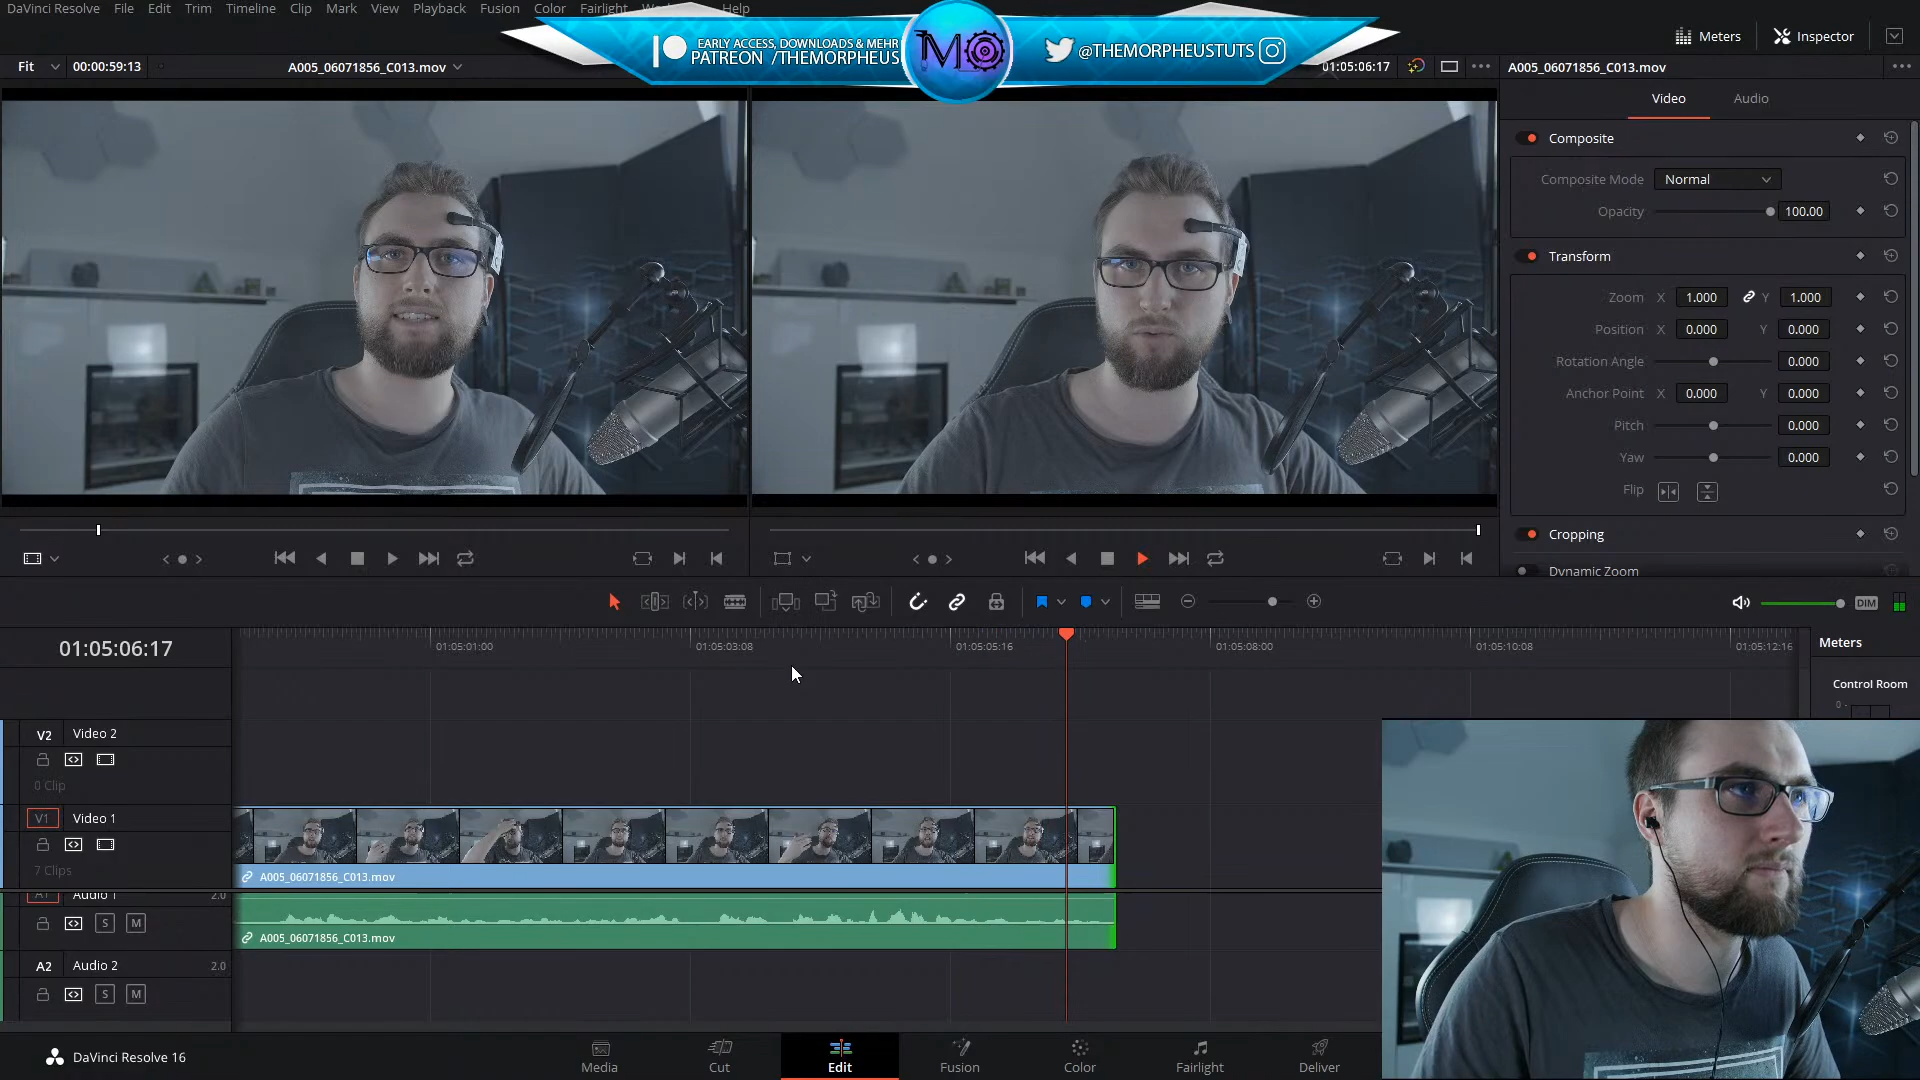 DaVinci Resolve File Edit Trim Timeline Clip Mark View Playback Fusion Color Fairlight Help
EARLY ACCESS, DOWNLOADS & MEHR
PATREON /THEMORPHEUS
MO
@THEMORPHEUSTUTS
Meters Inspector
Fit 00:00:59:13 A005_06071856_C013.mov 01:05:06:17 A005_06071856_C013.mov
Video Audio
Composite
Composite Mode Normal
Opacity 100.00
Transform
Zoom X 1.000 Y 1.000
Position X 0.000 Y 0.000
Rotation Angle 0.000
Anchor Point X 0.000 Y 0.000
Pitch 0.000
Yaw 0.000
Flip
Cropping
Dynamic Zoom
DIM
01:05:06:17 01:05:01:00 01:05:03:08 01:05:05:16 01:05:08:00 01:05:10:08 01:05:12:16
Meters
Control Room
0
V2 Video 2
0 Clip
V1 Video 1
7 Clips
A005_06071856_C013.mov
A1 Audio 1 2.0
S M
A005_06071856_C013.mov
A2 Audio 2 2.0
S M
DaVinci Resolve 16
Media Cut Edit Fusion Color Fairlight Deliver